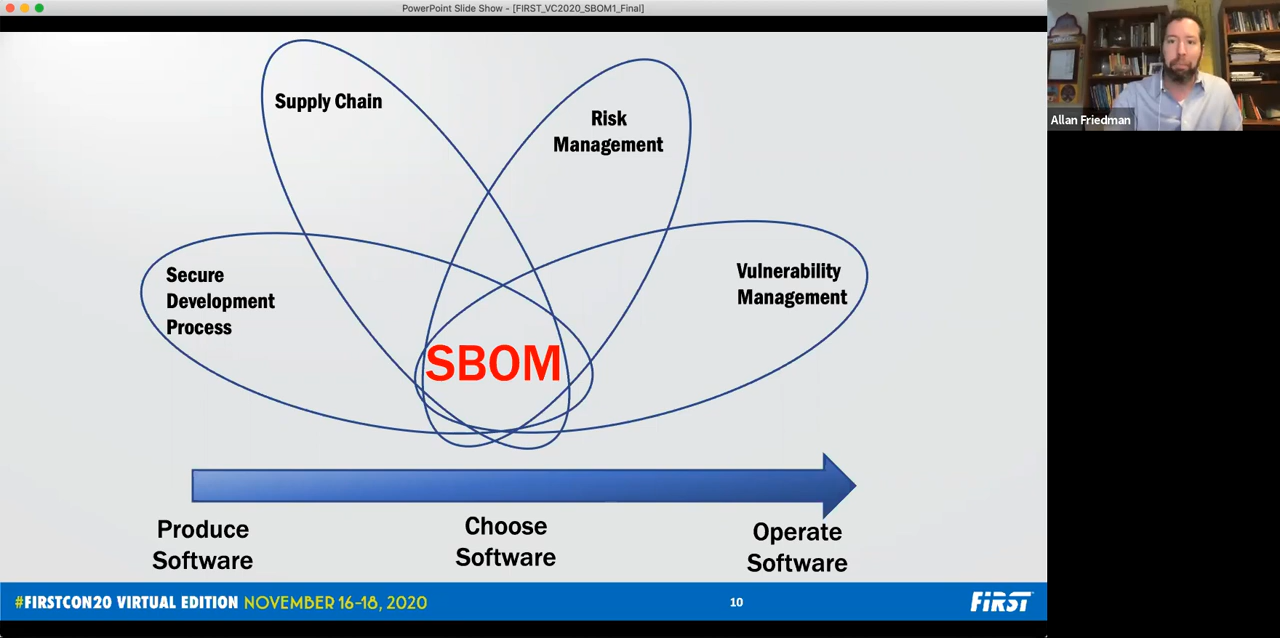 PowerPoint Slide Show - [FIRST_VC2020_SBOM1_Final]
Supply Chain
Risk
Management
Secure
Development
Process
Vulnerability
Management
SBOM
Produce
Software
Choose
Software
Operate
Software
#FIRSTCON20 VIRTUAL EDITION NOVEMBER 16-18, 2020
10
FIRST
Allan Friedman